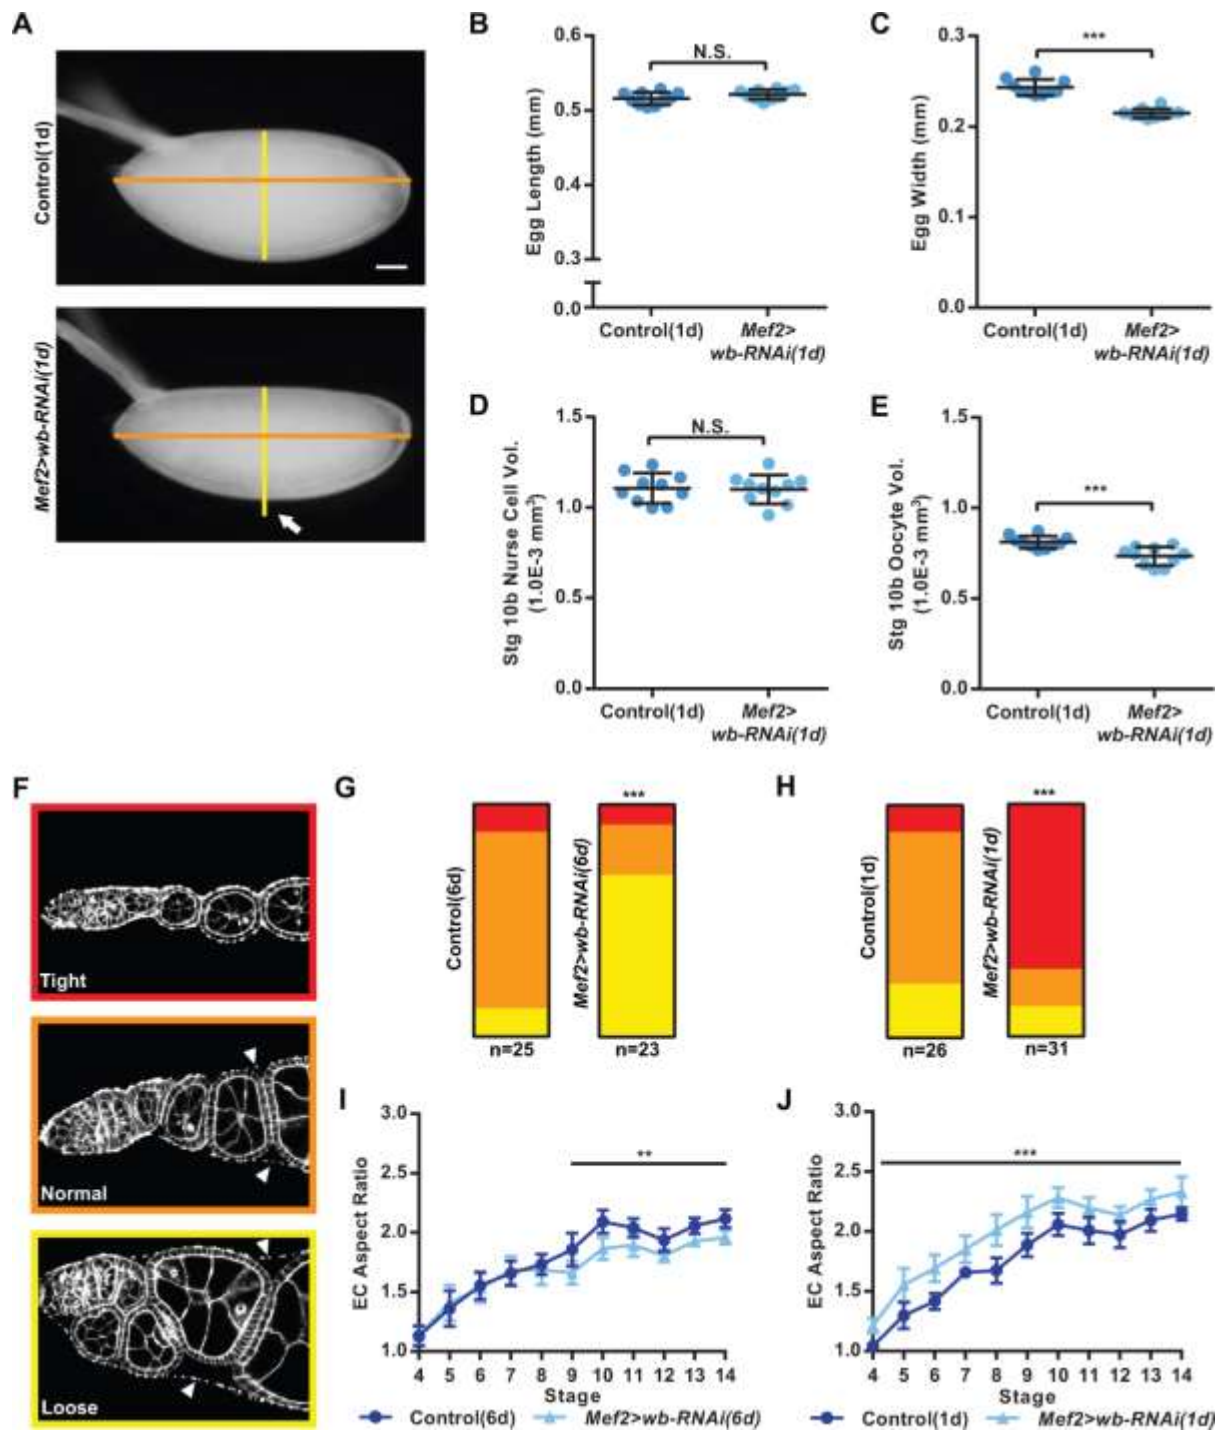 A
Control(1d)
Mef2>wb-RNAi(1d)
B
0.6
0.5
0.4
0.3
0.0
Egg Length (mm)
N.S.
Control(1d)
Mef2>
wb-RNAi(1d)
C
0.3
0.2
0.1
0.0
Egg Width (mm)
***
Control(1d)
Mef2>
wb-RNAi(1d)
D
1.5
1.0
0.5
0.0
Stg 10b Nurse Cell Vol.
(1.0E-3 mm³)
N.S.
Control(1d)
Mef2>
wb-RNAi(1d)
E
1.5
1.0
0.5
0.0
Stg 10b Oocyte Vol.
(1.0E-3 mm³)
***
Control(1d)
Mef2>
wb-RNAi(1d)
F
Tight
Normal
Loose
G
Control(6d)
n=25
***
Mef2>wb-RNAi(6d)
n=23
H
Control(1d)
n=26
***
Mef2>wb-RNAi(1d)
n=31
I
3.0
2.5
2.0
1.5
1.0
EC Aspect Ratio
**
4 5 6 7 8 9 10 11 12 13 14
Stage
Control(6d) Mef2>wb-RNAi(6d)
J
3.0
2.5
2.0
1.5
1.0
EC Aspect Ratio
***
4 5 6 7 8 9 10 11 12 13 14
Stage
Control(1d) Mef2>wb-RNAi(1d)